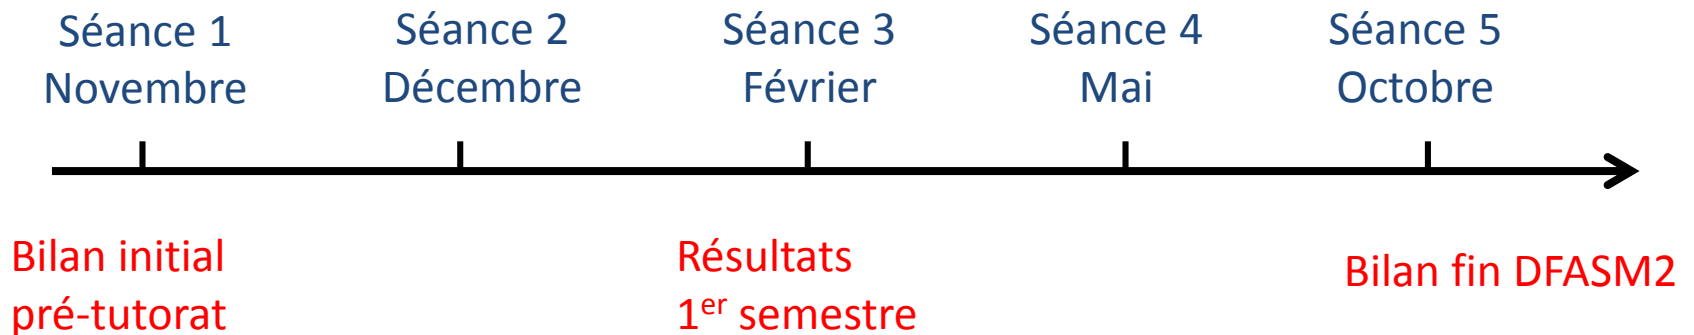 Séance 1
Novembre
Séance 2
Décembre
Séance 3
Février
Séance 4
Mai
Séance 5
Octobre
Bilan initial
pré-tutorat
Résultats
1er semestre
Bilan fin DFASM2